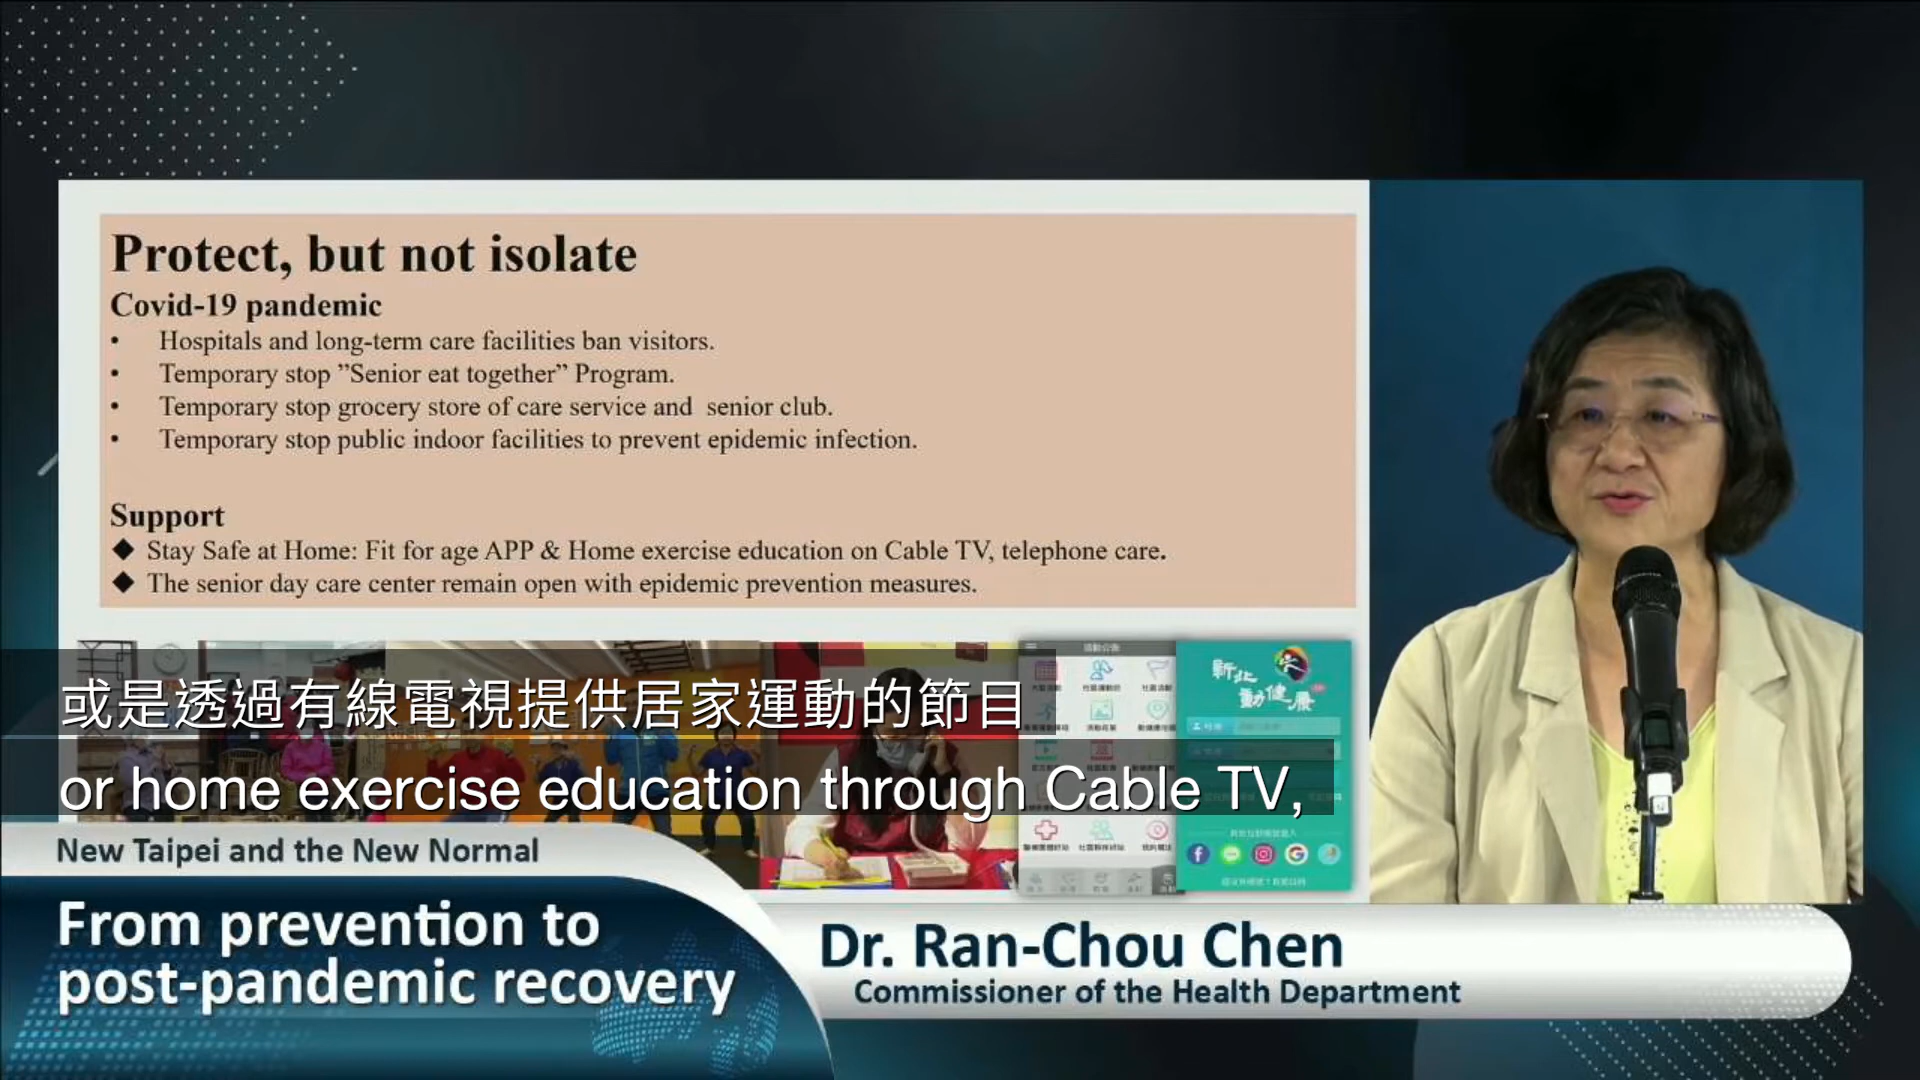 Protect, but not isolate
Covid-19 pandemic
• Hospitals and long-term care facilities ban visitors.
• Temporary stop ”Senior eat together” Program.
• Temporary stop grocery store of care service and senior club.
• Temporary stop public indoor facilities to prevent epidemic infection.
Support
◆ Stay Safe at Home: Fit for age APP & Home exercise education on Cable TV, telephone care.
◆ The senior day care center remain open with epidemic prevention measures.
新北
動健康
或是透過有線電視提供居家運動的節目
or home exercise education through Cable TV,
New Taipei and the New Normal
From prevention to
post-pandemic recovery
Dr. Ran-Chou Chen
Commissioner of the Health Department